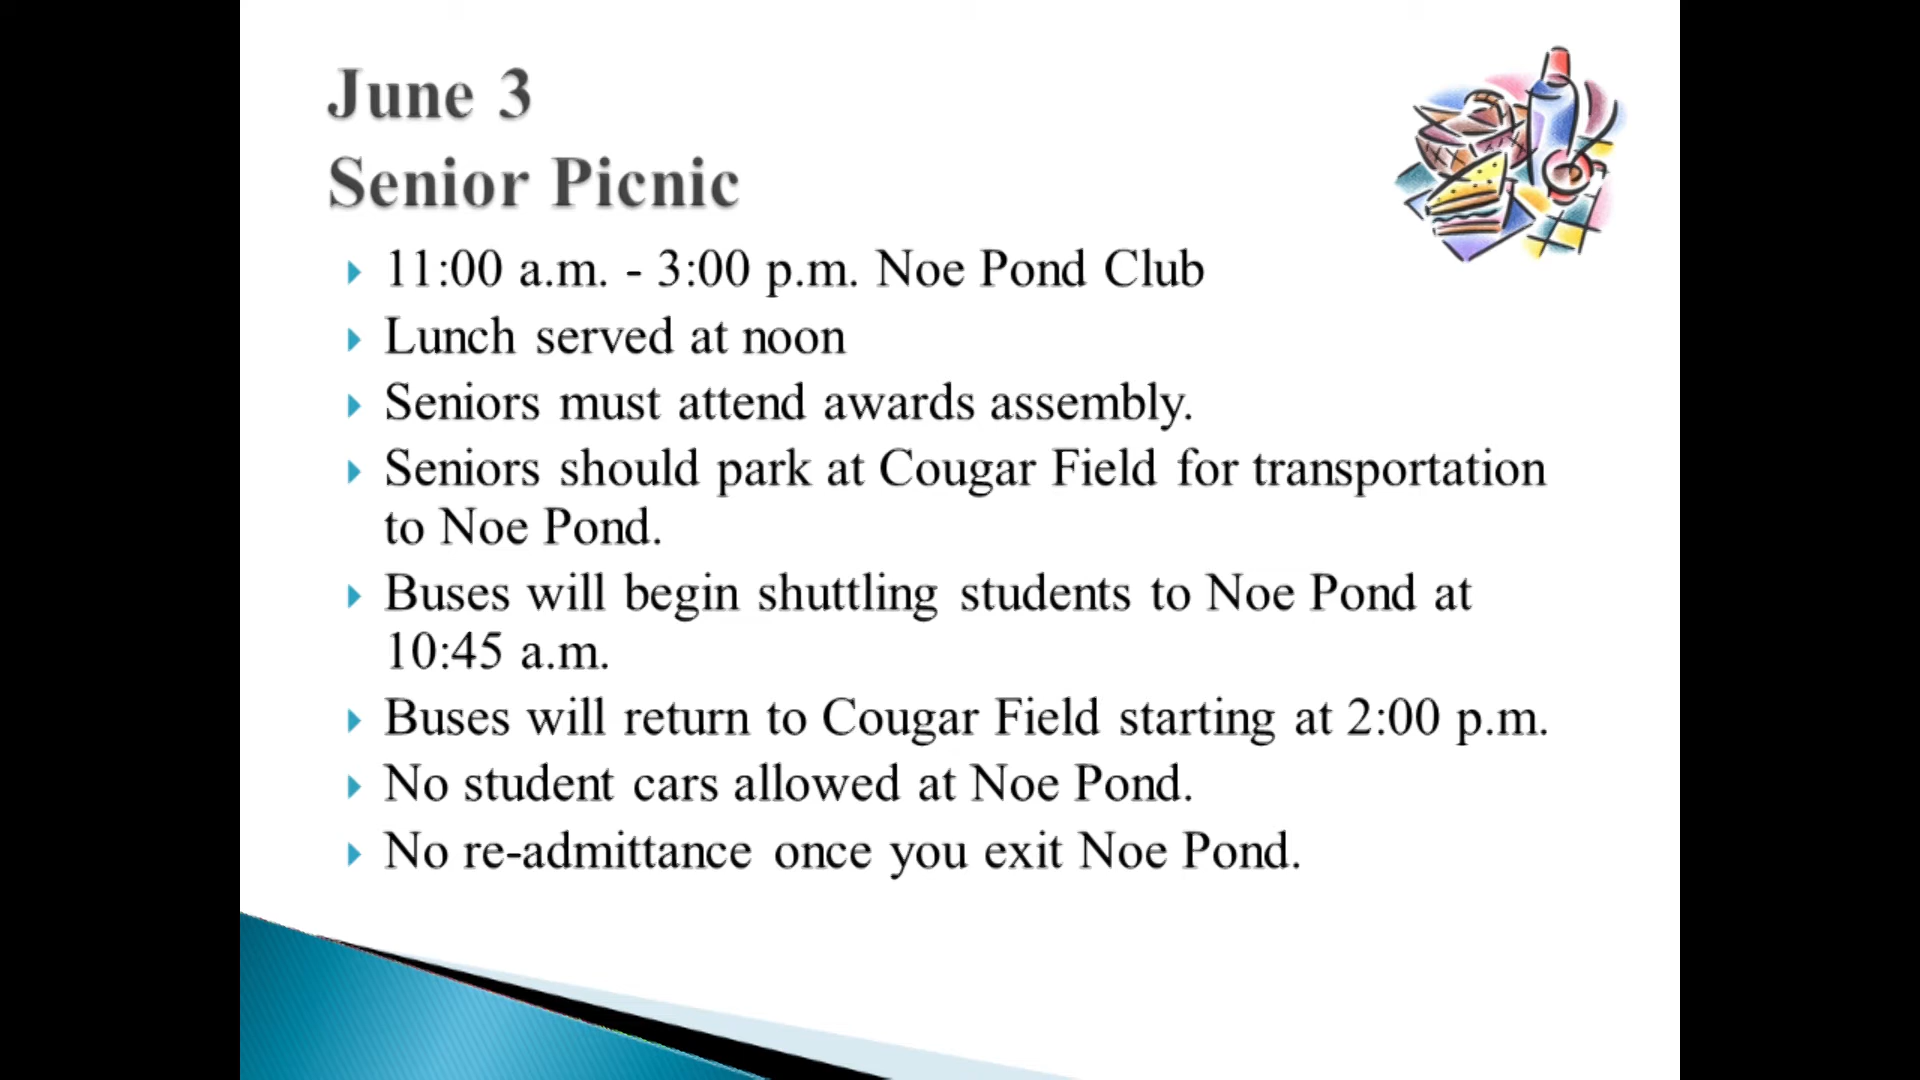 June 3
Senior Picnic
11:00 a.m. - 3:00 p.m. Noe Pond Club
Lunch served at noon
Seniors must attend awards assembly.
Seniors should park at Cougar Field for transportation
to Noe Pond.
Buses will begin shuttling students to Noe Pond at
10:45 a.m.
Buses will return to Cougar Field starting at 2:00 p.m.
No student cars allowed at Noe Pond.
No re-admittance once you exit Noe Pond.